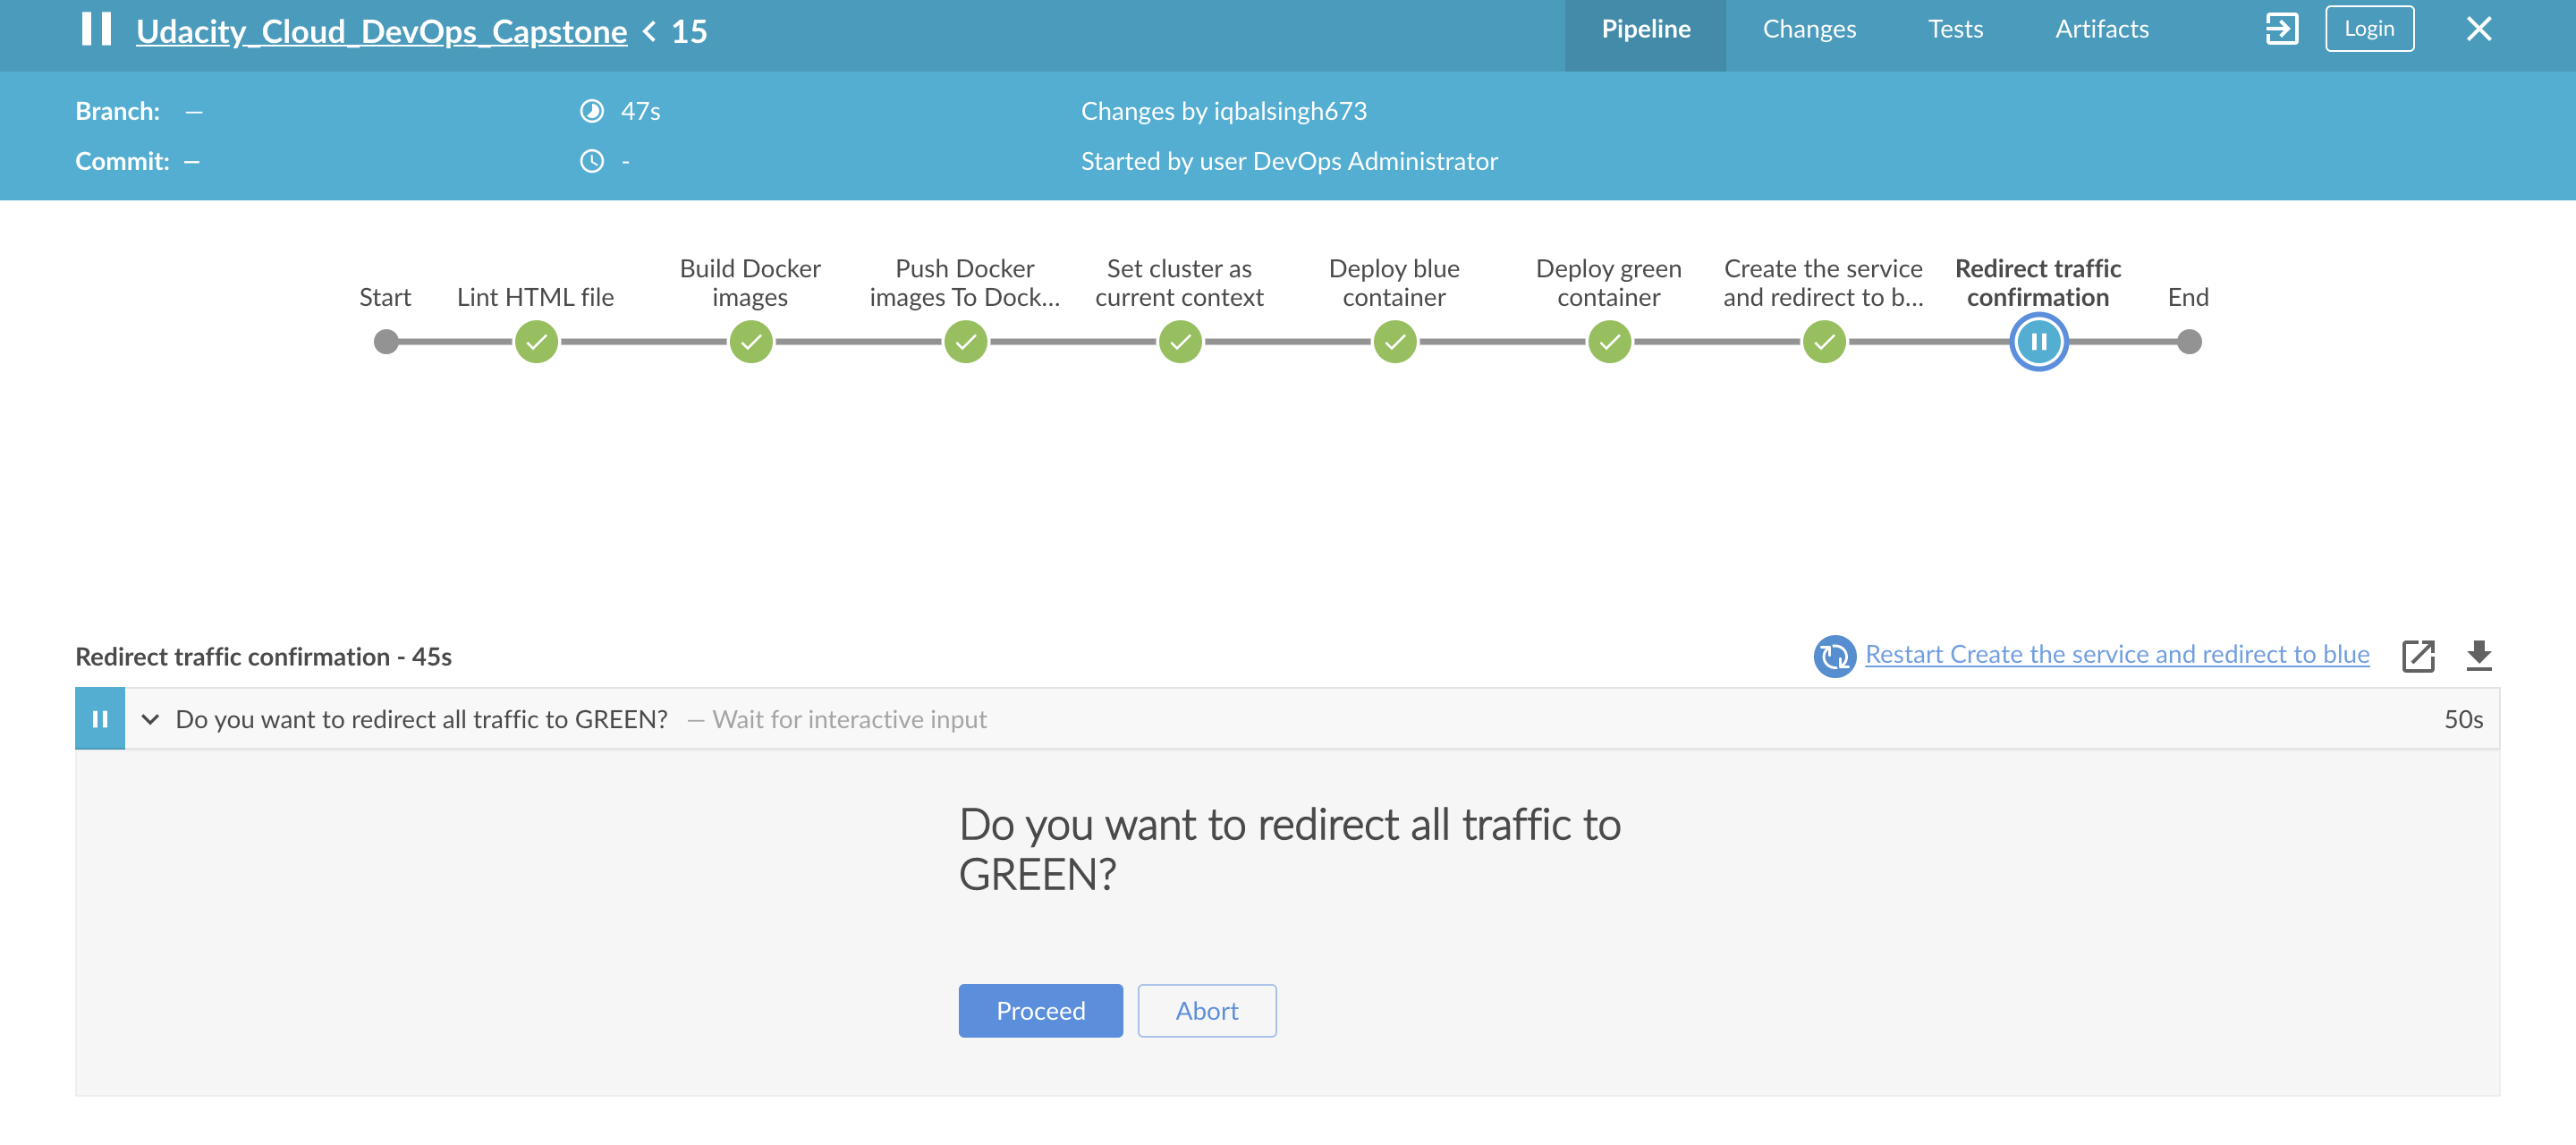 Udacity_Cloud_DevOps_Capstone < 15
Pipeline
Changes
Tests
Artifacts
Login
Branch: —
47s
Changes by iqbalsingh673
Commit: —
-
Started by user DevOps Administrator
Start
Lint HTML file
Build Docker
images
Push Docker
images To Dock...
Set cluster as
current context
Deploy blue
container
Deploy green
container
Create the service
and redirect to b...
Redirect traffic
confirmation
End
Redirect traffic confirmation - 45s
Restart Create the service and redirect to blue
Do you want to redirect all traffic to GREEN? — Wait for interactive input
50s
Do you want to redirect all traffic to
GREEN?
Proceed
Abort